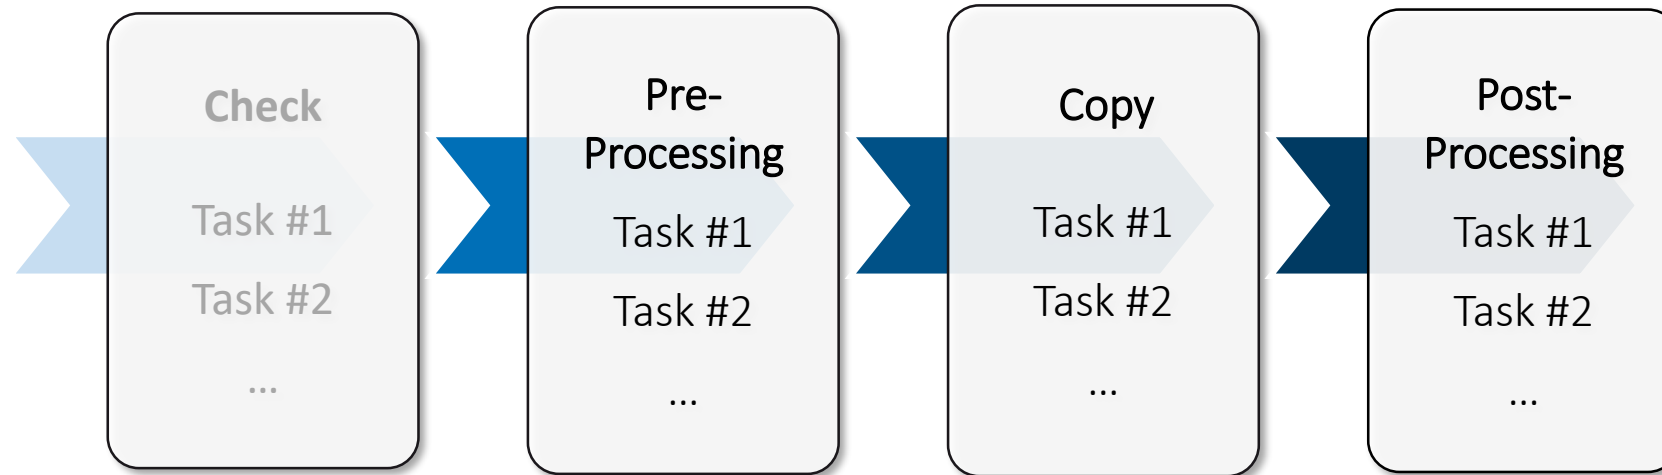 Check
Task #1
Task #2
...
Pre-
Processing
Task #1
Task #2
...
Copy
Task #1
Task #2
...
Post-
Processing
Task #1
Task #2
...